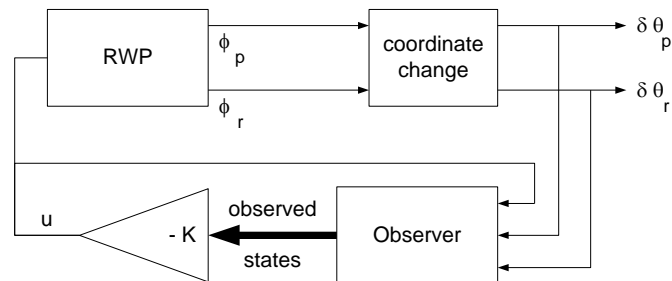 RWP
ϕ p
ϕ r
coordinate
change
δ θ p
δ θ r
u
- K
observed
states
Observer